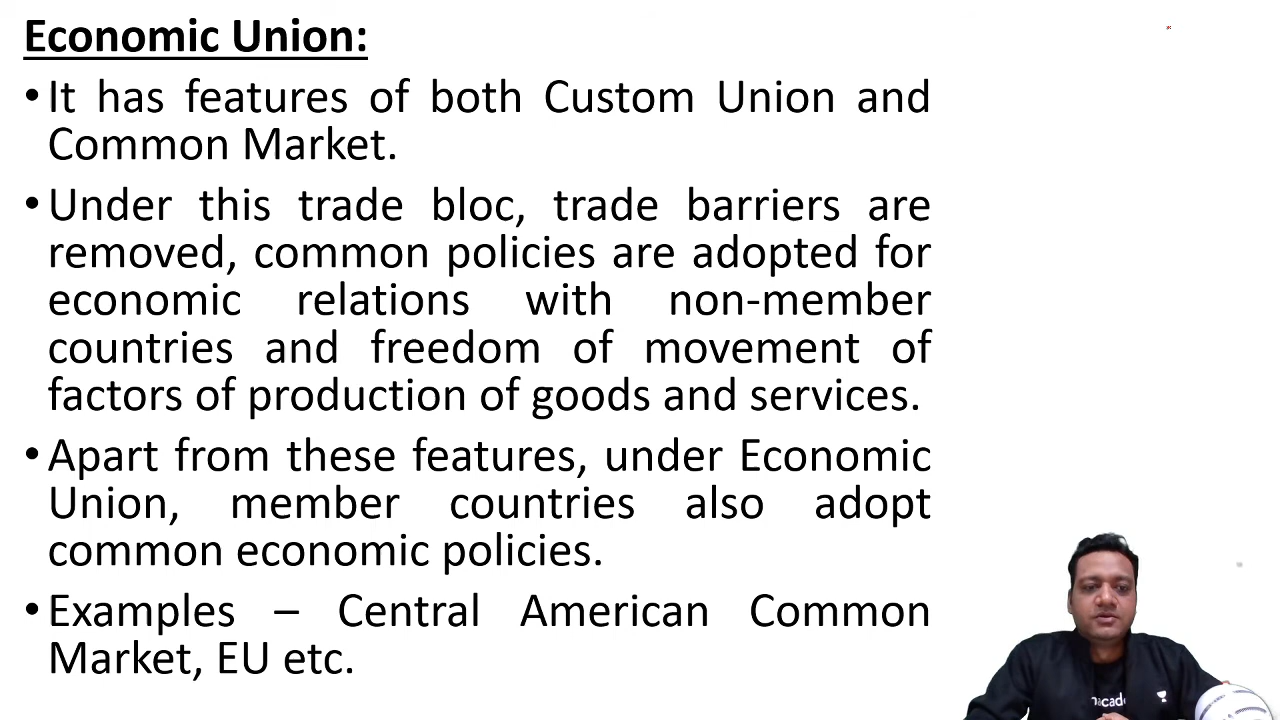 Economic Union:
•It has features of both Custom Union and
Common Market.
•Under this trade bloc, trade barriers are
removed, common policies are adopted for
economic relations with non-member
countries and freedom of movement of
factors of production of goods and services.
•Apart from these features, under Economic
Union, member countries also adopt
common economic policies.
•Examples – Central American Common
Market, EU etc.